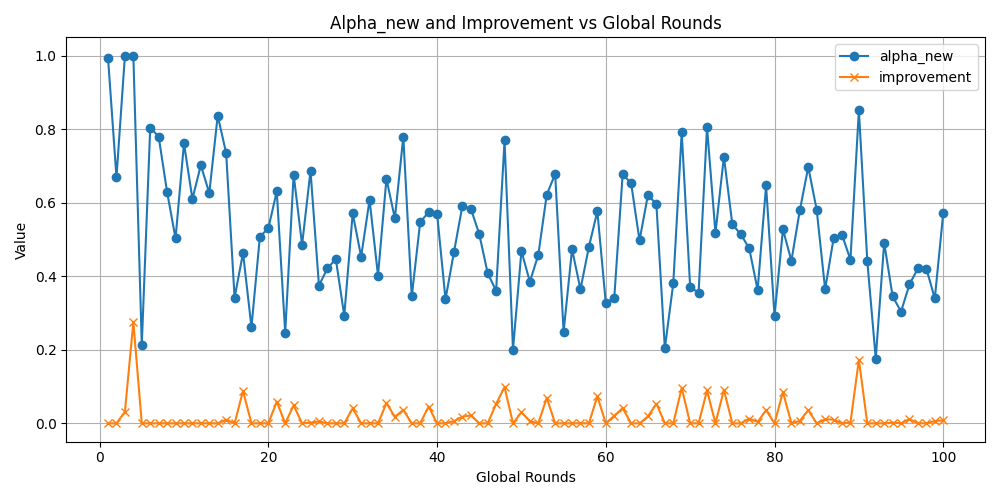 Alpha_new and Improvement vs Global Rounds
alpha_new
improvement
Value
1.0
0.8
0.6
0.4
0.2
0.0
0
20
40
60
80
100
Global Rounds